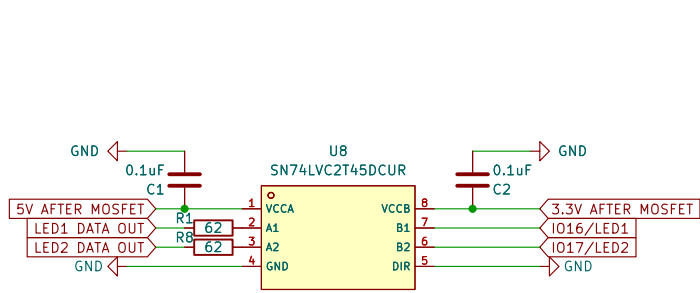 U8
SN74LVC2T45DCUR
GND
GND
0.1uF
C1
0.1uF
C2
5V AFTER MOSFET
1
VCCA
VCCB
8
3.3V AFTER MOSFET
R1
LED1 DATA OUT
62
2
A1
B1
7
IO16/LED1
R8
LED2 DATA OUT
62
3
A2
B2
6
IO17/LED2
GND
4
GND
DIR
5
GND